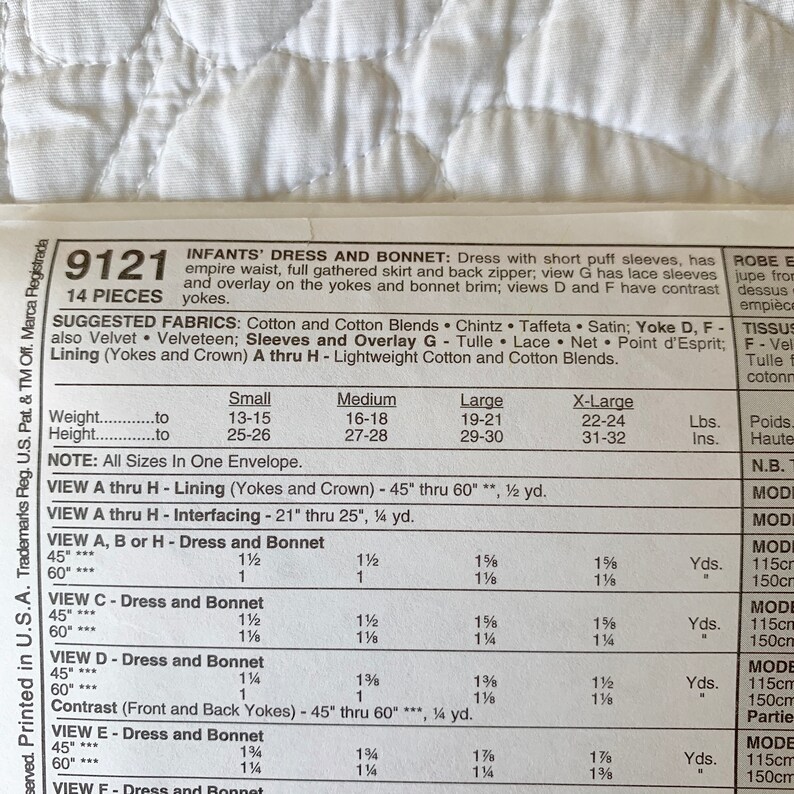 9121
14 PIECES
INFANTS' DRESS AND BONNET: Dress with short puff sleeves, has
empire waist, full gathered skirt and back zipper; view G has lace sleeves
and overlay on the yokes and bonnet brim; views D and F have contrast
yokes.
SUGGESTED FABRICS: Cotton and Cotton Blends • Chintz • Taffeta • Satin; Yoke D, F -
also Velvet • Velveteen; Sleeves and Overlay G - Tulle • Lace • Net • Point d'Esprit;
Lining (Yokes and Crown) A thru H - Lightweight Cotton and Cotton Blends.
Small Medium Large X-Large
Weight............to 13-15 16-18 19-21 22-24 Lbs.
Height.............to 25-26 27-28 29-30 31-32 Ins.
NOTE: All Sizes In One Envelope.
VIEW A thru H - Lining (Yokes and Crown) - 45" thru 60" **, ½ yd.
VIEW A thru H - Interfacing - 21" thru 25", ¼ yd.
VIEW A, B or H - Dress and Bonnet
45" *** 1½ 1½ 1⅝ 1⅝ Yds.
60" *** 1 1 1⅛ 1⅛ "
VIEW C - Dress and Bonnet
45" *** 1½ 1½ 1⅝ 1⅝ Yds.
60" *** 1⅛ 1⅛ 1¼ 1¼ "
VIEW D - Dress and Bonnet
45" *** 1¼ 1⅜ 1⅜ 1½ Yds.
60" *** 1 1 1⅛ 1⅛ "
Contrast (Front and Back Yokes) - 45" thru 60" ***, ¼ yd.
VIEW E - Dress and Bonnet
45" *** 1¾ 1¾ 1⅞ 1⅞ Yds.
60" *** 1¼ 1¼ 1¼ 1⅜ "
VIEW F - Dress and Bonnet
ROBE E
jupe fron
dessus
empièce
TISSUS
F - Vel
Tulle f
cotonn
Poids.
Haute
N.B. T
MODE
MODE
MODE
115cm
150cm
MODE
115cm
150cm
MODE
115cm
150cm
Partie
MODE
115cm
150cm
served. Printed in U.S.A. Trademarks Reg. U.S. Pat. & TM Off. Marca Registrada